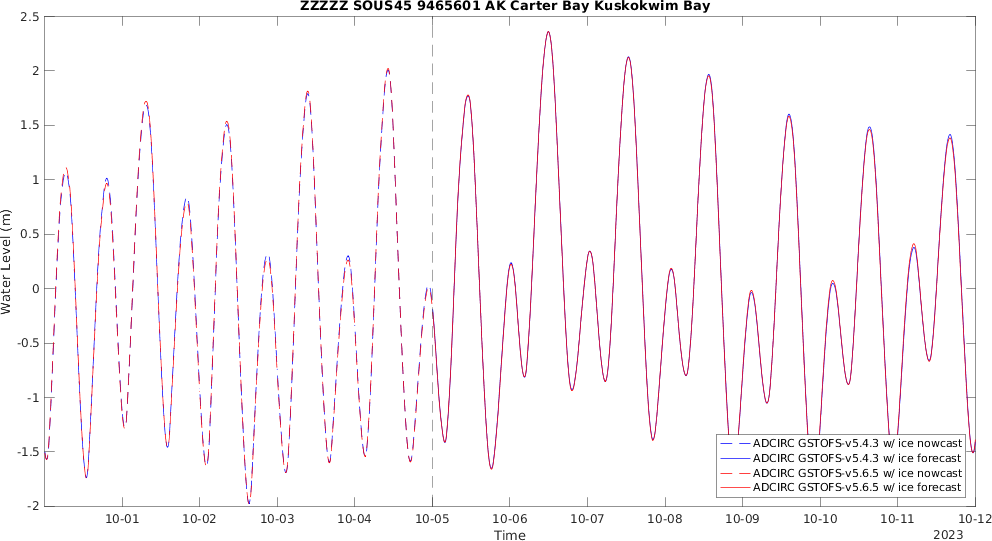 ZZZZZ SOUS45 9465601 AK Carter Bay Kuskokwim Bay
Water Level (m)
2.5
2
1.5
1
0.5
0
-0.5
-1
-1.5
-2
10-01 10-02 10-03 10-04 10-05 10-06 10-07 10-08 10-09 10-10 10-11 10-12
Time
2023
ADCIRC GSTOFS-v5.4.3 w/ ice nowcast
ADCIRC GSTOFS-v5.4.3 w/ ice forecast
ADCIRC GSTOFS-v5.6.5 w/ ice nowcast
ADCIRC GSTOFS-v5.6.5 w/ ice forecast